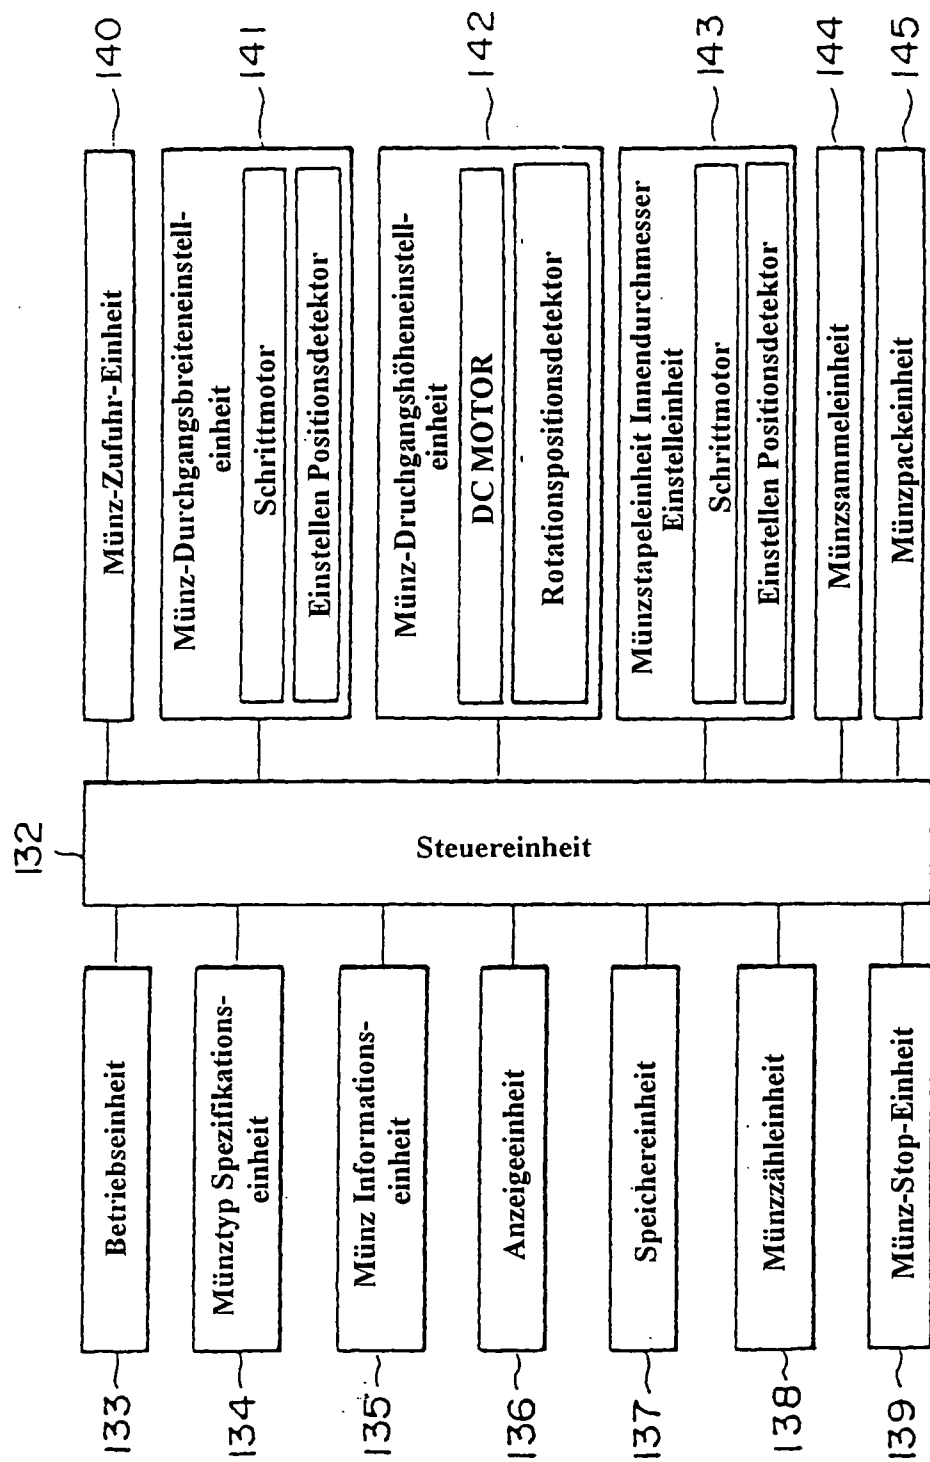 132
Steuereinheit
133
Betriebseinheit
134
Münztyp Spezifikations-
einheit
135
Münz Informations-
einheit
136
Anzeigeeinheit
137
Speichereinheit
138
Münzzähleinheit
139
Münz-Stop-Einheit
140
Münz-Zufuhr-Einheit
141
Münz-Durchgangsbreiteneinstell-
einheit
Schrittmotor
Einstellen Positionsdetektor
142
Münz-Druchgangshöheneinstell-
einheit
DC MOTOR
Rotationspositionsdetektor
143
Münzstapeleinheit Innendurchmesser
Einstelleinheit
Schrittmotor
Einstellen Positionsdetektor
144
Münzsammeleinheit
145
Münzpackeinheit